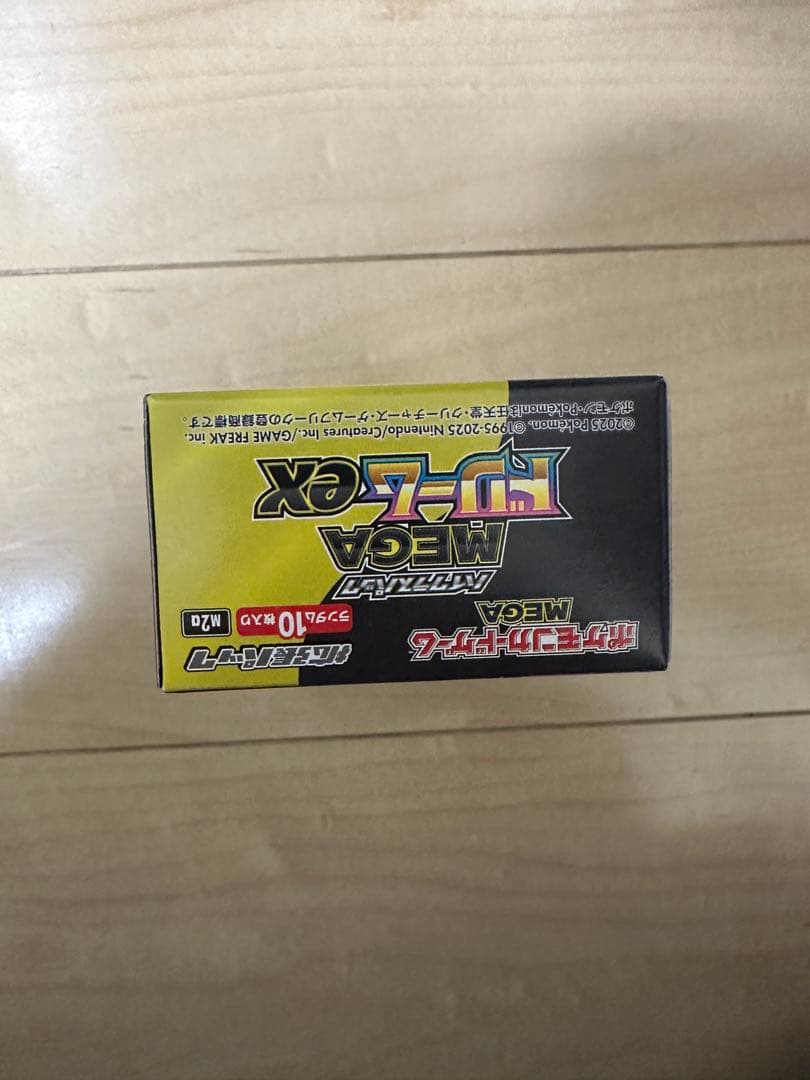 ポケモンカードゲーム
MEGA
拡張パック
ランダム10枚入り
M2a
ハイクラスパック
MEGA
ドリームex
©2025 Pokémon. ©1995-2025 Nintendo/Creatures Inc./GAME FREAK inc.
ポケモン・Pokémonは任天堂・クリーチャーズ・ゲームフリークの登録商標です。